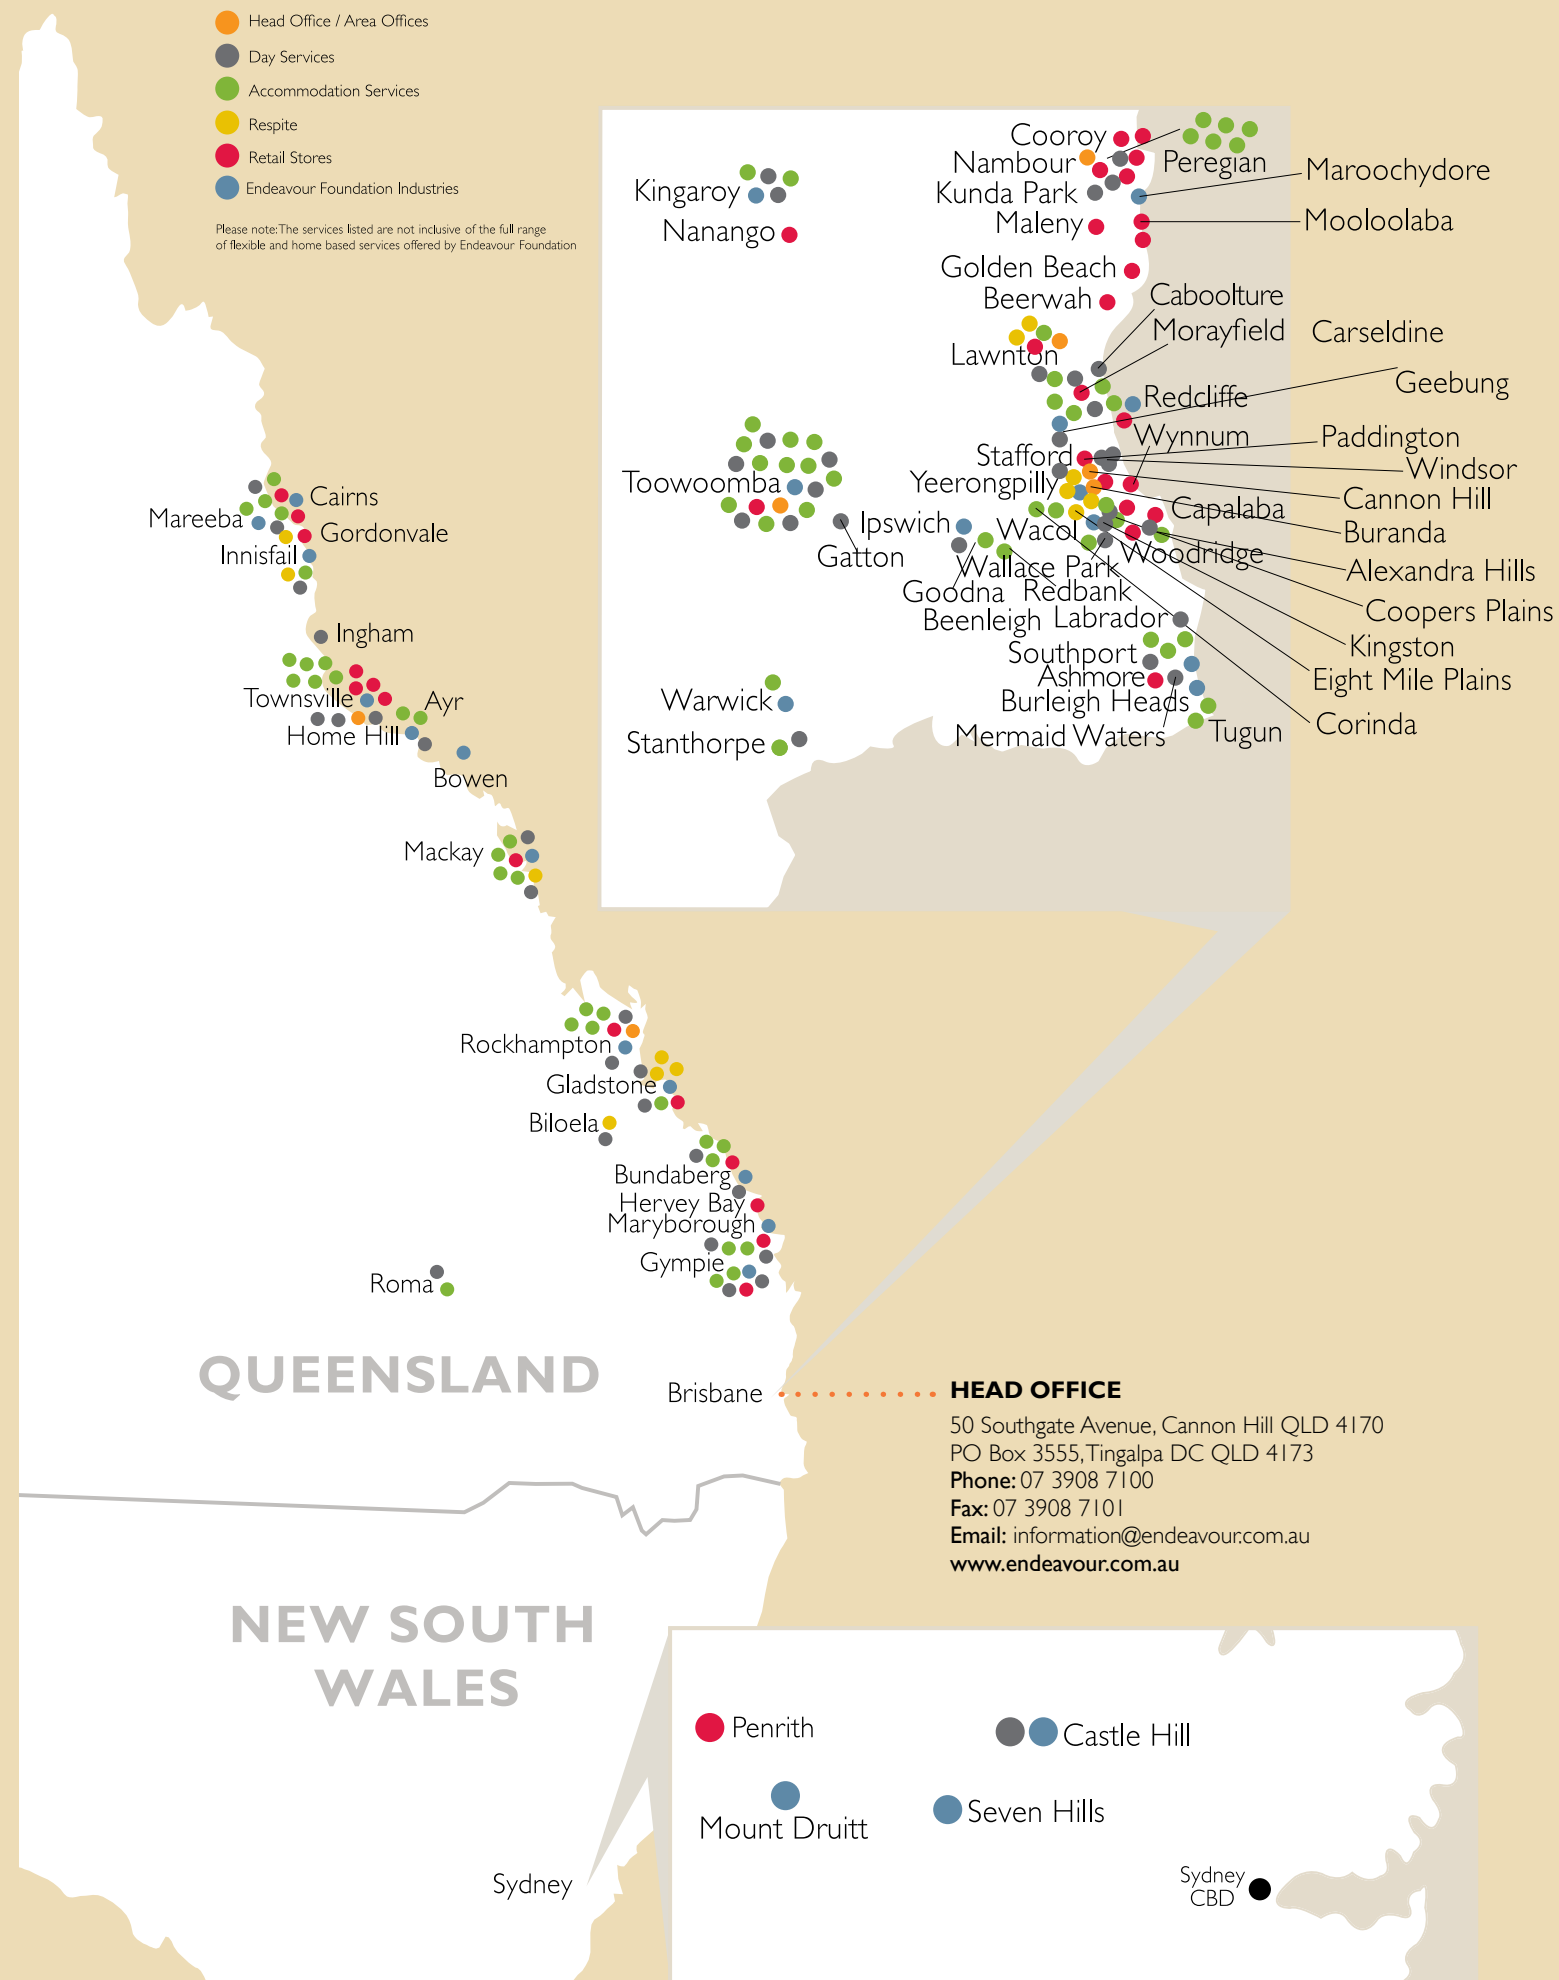 Head Office / Area Offices
Day Services
Accommodation Services
Respite
Retail Stores
Endeavour Foundation Industries
Please note: The services listed are not inclusive of the full range
of flexible and home based services offered by Endeavour Foundation
Cooroy
Nambour
Peregian
Kunda Park
Maroochydore
Maleny
Mooloolaba
Kingaroy
Nanango
Golden Beach
Beerwah
Caboolture
Morayfield
Carseldine
Lawnton
Geebung
Redcliffe
Wynnum
Paddington
Stafford
Windsor
Yeerongpilly
Cannon Hill
Toowoomba
Capalaba
Buranda
Ipswich
Wacol
Gatton
Woodridge
Wallace Park
Alexandra Hills
Goodna
Redbank
Coopers Plains
Beenleigh
Labrador
Kingston
Southport
Ashmore
Eight Mile Plains
Burleigh Heads
Corinda
Mermaid Waters
Tugun
Warwick
Stanthorpe
Cairns
Mareeba
Gordonvale
Innisfail
Ingham
Townsville
Ayr
Home Hill
Bowen
Mackay
Rockhampton
Gladstone
Biloela
Bundaberg
Hervey Bay
Maryborough
Gympie
Roma
QUEENSLAND
Brisbane
HEAD OFFICE
50 Southgate Avenue, Cannon Hill QLD 4170
PO Box 3555, Tingalpa DC QLD 4173
Phone: 07 3908 7100
Fax: 07 3908 7101
Email: information@endeavour.com.au
www.endeavour.com.au
NEW SOUTH
WALES
Penrith
Castle Hill
Mount Druitt
Seven Hills
Sydney
Sydney
CBD